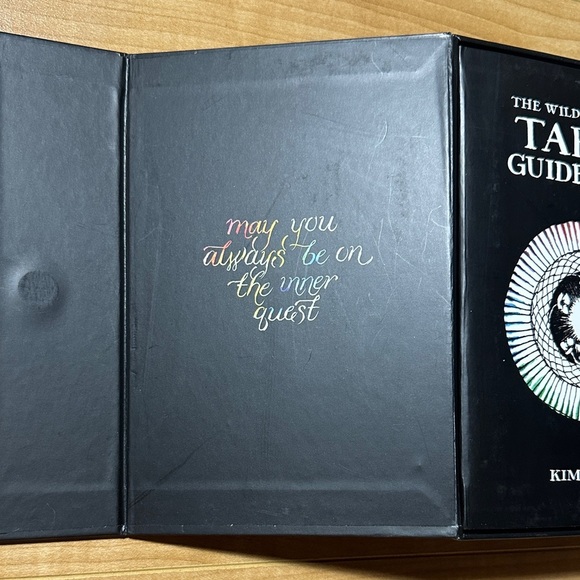 may you
always be on
the inner
quest
THE WILD
TA
GUIDE
KIM